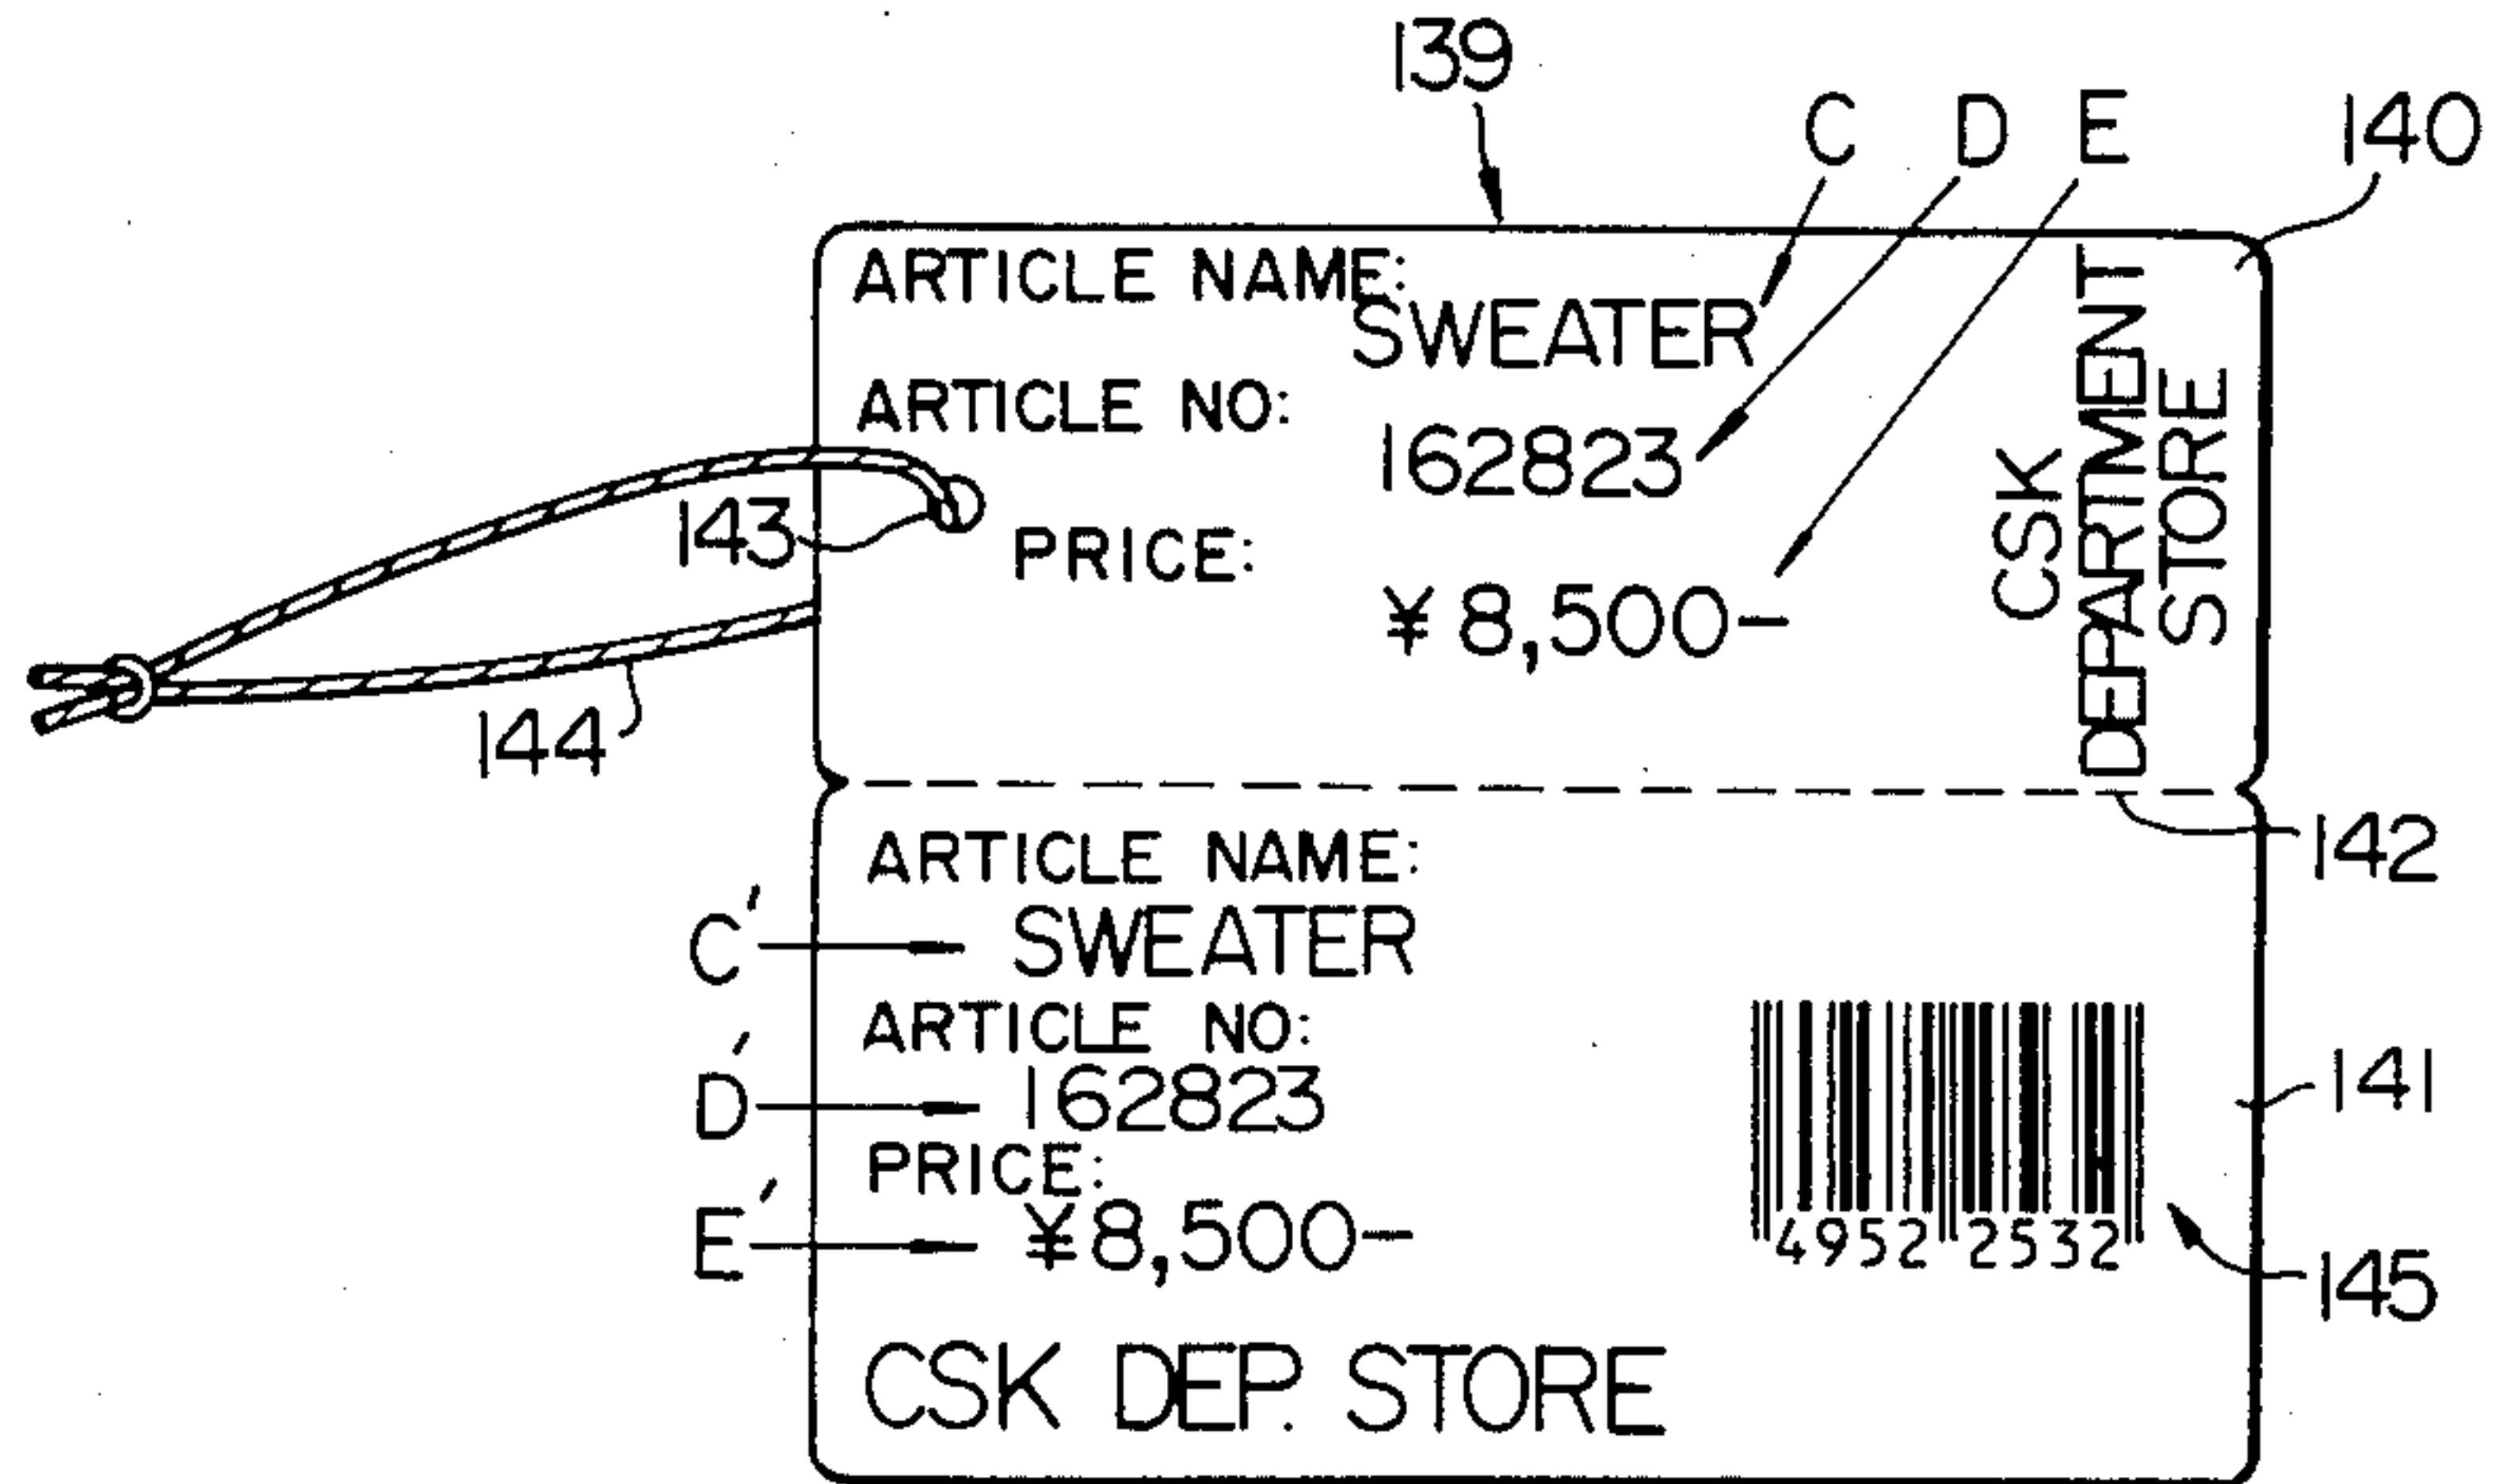 139
C D E
140
ARTICLE NAME:
SWEATER
ARTICLE NO:
162823
PRICE:
¥8,500-
CSK
DEPARTMENT
STORE
143
144
142
ARTICLE NAME:
C' SWEATER
ARTICLE NO:
D' 162823
PRICE:
E' ¥8,500-
4952 2532
141
145
CSK DEP. STORE